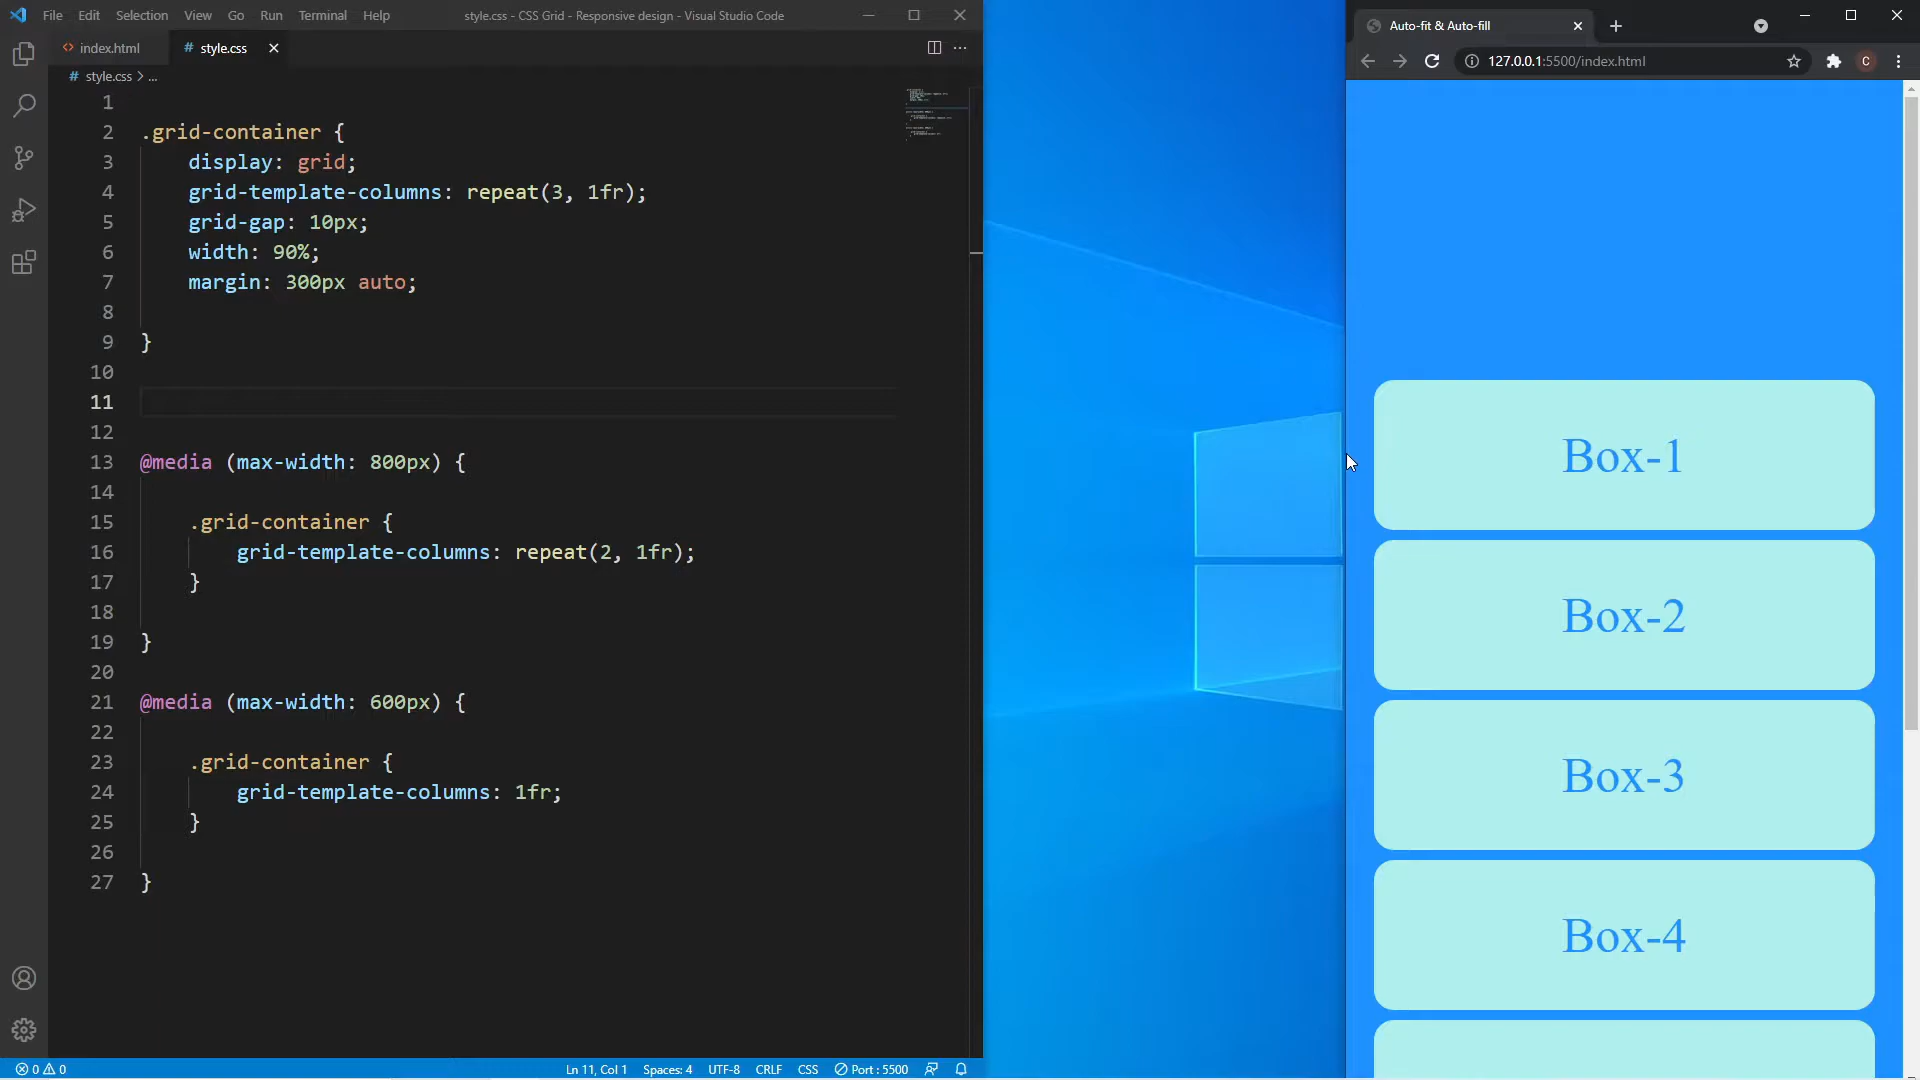 File Edit Selection View Go Run Terminal Help
style.css - CSS Grid - Responsive design - Visual Studio Code
<> index.html
# style.css
# style.css > ...
1
2 .grid-container {
3 display: grid;
4 grid-template-columns: repeat(3, 1fr);
5 grid-gap: 10px;
6 width: 90%;
7 margin: 300px auto;
8
9 }
10
11
12
13 @media (max-width: 800px) {
14
15 .grid-container {
16 grid-template-columns: repeat(2, 1fr);
17 }
18
19 }
20
21 @media (max-width: 600px) {
22
23 .grid-container {
24 grid-template-columns: 1fr;
25 }
26
27 }
0 0
Ln 11, Col 1 Spaces: 4 UTF-8 CRLF CSS Port : 5500
Auto-fit & Auto-fill
127.0.0.1:5500/index.html
C
Box-1
Box-2
Box-3
Box-4